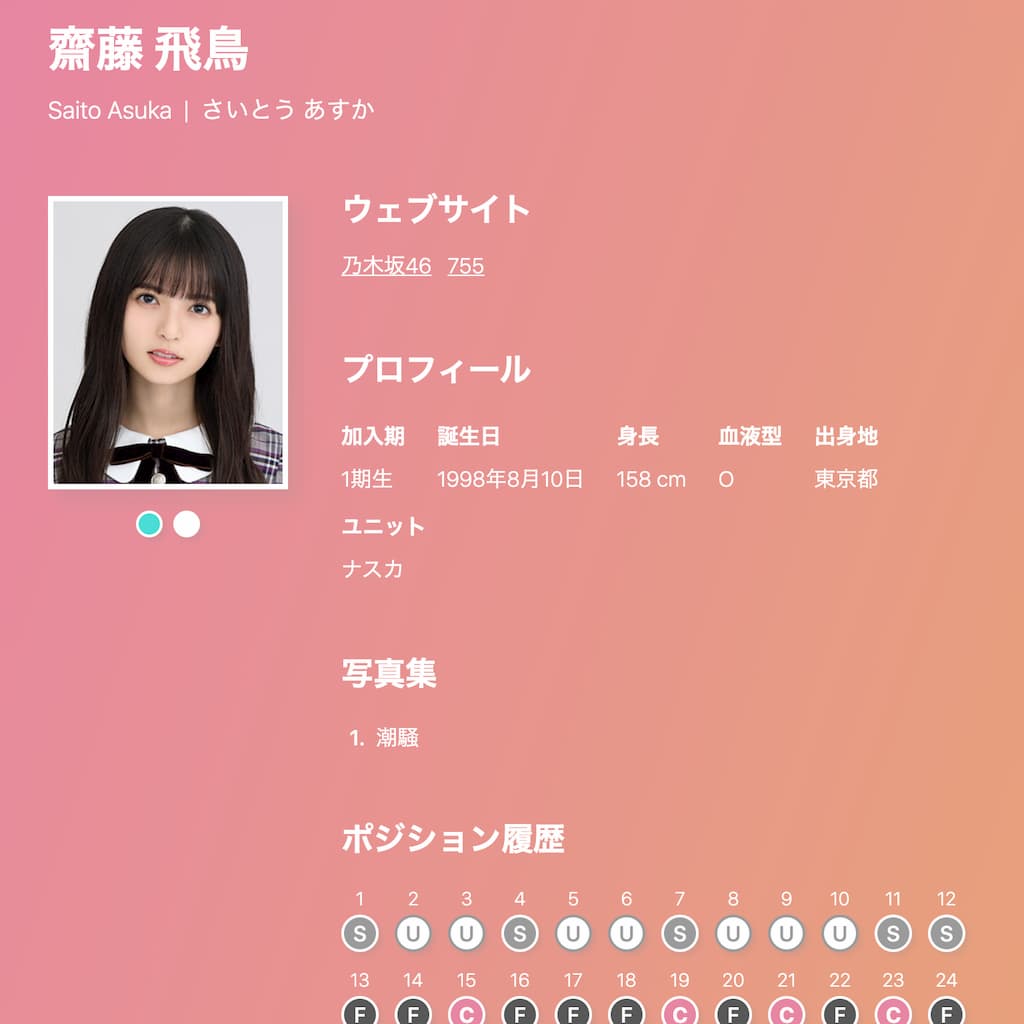 齋藤 飛鳥
Saito Asuka | さいとう あすか
ウェブサイト
乃木坂46 755
プロフィール
加入期 誕生日 身長 血液型 出身地
1期生 1998年8月10日 158 cm O 東京都
ユニット
ナスカ
写真集
1. 潮騒
ポジション履歴
1 2 3 4 5 6 7 8 9 10 11 12
S U U S U U S U U U S S
13 14 15 16 17 18 19 20 21 22 23 24
F F C F F F C F C F C F